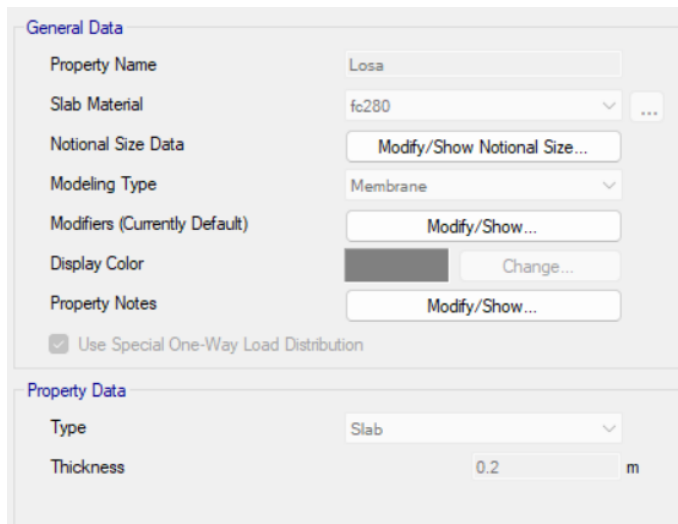 General Data
Property Name Losa
Slab Material fc280 ...
Notional Size Data Modify/Show Notional Size...
Modeling Type Membrane
Modifiers (Currently Default) Modify/Show...
Display Color Change...
Property Notes Modify/Show...
Use Special One-Way Load Distribution
Property Data
Type Slab
Thickness 0.2 m